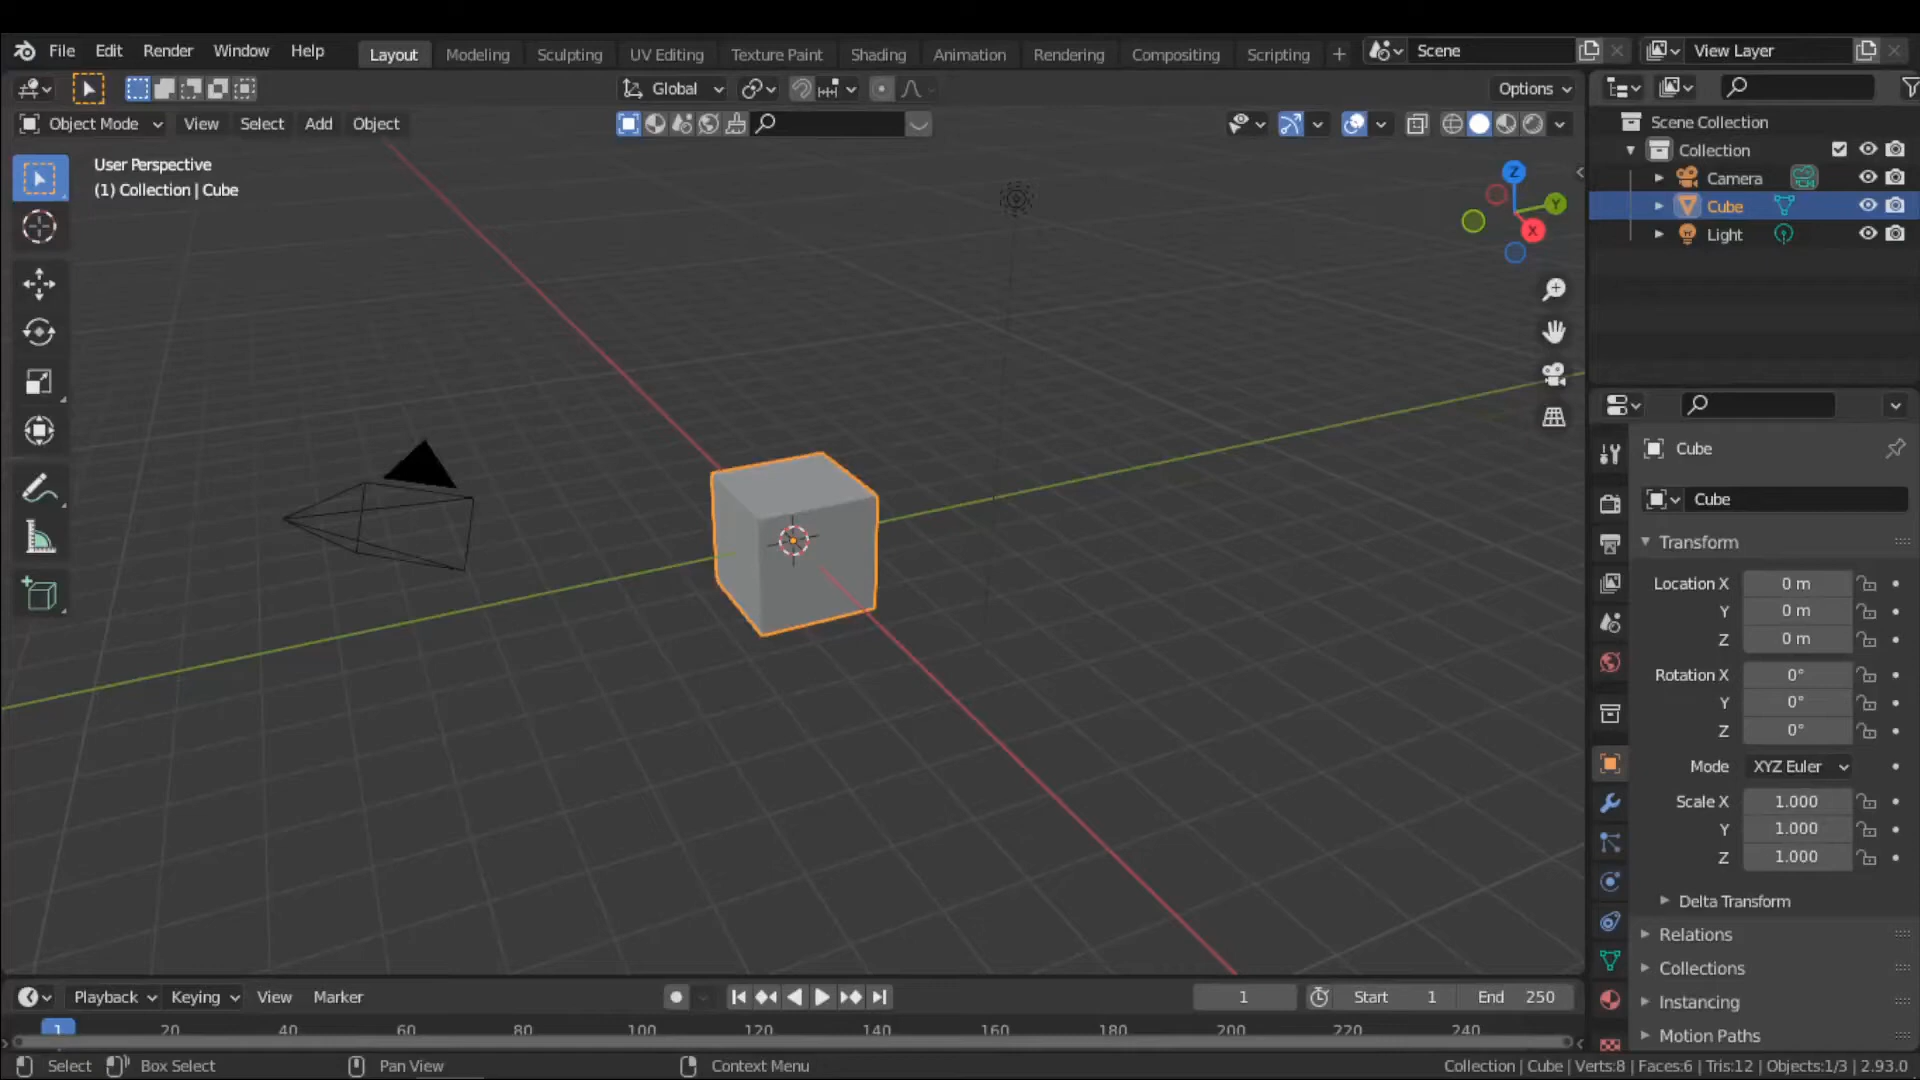 File Edit Render Window Help Layout Modeling Sculpting UV Editing Texture Paint Shading Animation Rendering Compositing Scripting + Scene View Layer
Global Options
Object Mode View Select Add Object
User Perspective
(1) Collection | Cube
Z
Y
X
Scene Collection
Collection
Camera
Cube
Light
Cube
Cube
Transform
Location X 0 m
Y 0 m
Z 0 m
Rotation X 0°
Y 0°
Z 0°
Mode XYZ Euler
Scale X 1.000
Y 1.000
Z 1.000
Delta Transform
Relations
Collections
Instancing
Motion Paths
Playback Keying View Marker 1 Start 1 End 250
1 20 40 60 80 100 120 140 160 180 200 220 240
Select Box Select Pan View Context Menu Collection | Cube | Verts:8 | Faces:6 | Tris:12 | Objects:1/3 | 2.93.0